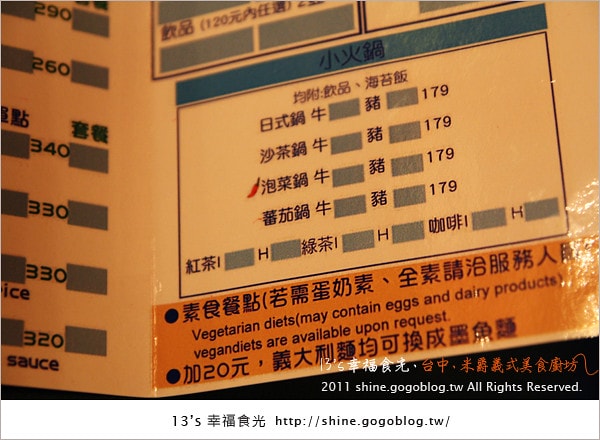 290
飲品 (120元內任選)
260
套餐
340
330
330
320
sauce
小火鍋
均附:飲品、海苔飯
日式鍋 牛 豬 179
沙茶鍋 牛 豬 179
泡菜鍋 牛 豬 179
蕃茄鍋 牛 豬 179
紅茶I H 綠茶I H 咖啡I H
●素食餐點(若需蛋奶素、全素請洽服務人
Vegetarian diets(may contain eggs and dairy products)
vegandiets are available upon request.
●加20元，義大利麵均可換成墨魚麵
13's幸福食光，台中．米爵義式美食廚坊
2011 shine.gogoblog.tw All Rights Reserved.
13's 幸福食光 http://shine.gogoblog.tw/